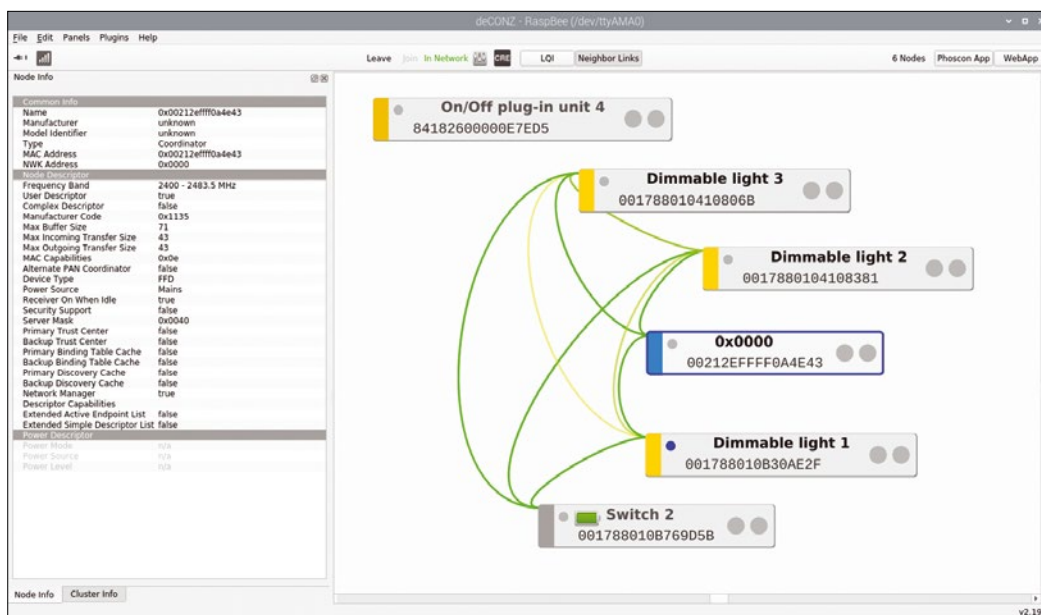 deCONZ - RaspBee (/dev/ttyAMA0)
File Edit Panels Plugins Help
Leave Join In Network CRE LQI Neighbor Links 6 Nodes Phoscon App WebApp
Node Info
Common Info
Name 0x00212effff0a4e43
Manufacturer unknown
Model Identifier unknown
Type Coordinator
MAC Address 0x00212effff0a4e43
NWK Address 0x0000
Node Descriptor
Frequency Band 2400 - 2483.5 MHz
User Descriptor true
Complex Descriptor false
Manufacturer Code 0x1135
Max Buffer Size 71
Max Incoming Transfer Size 43
Max Outgoing Transfer Size 43
MAC Capabilities 0x0e
Alternate PAN Coordinator false
Device Type FFD
Power Source Mains
Receiver On When Idle true
Security Support false
Server Mask 0x0040
Primary Trust Center false
Backup Trust Center false
Primary Binding Table Cache false
Backup Binding Table Cache false
Primary Discovery Cache false
Backup Discovery Cache false
Network Manager true
Descriptor Capabilities
Extended Active Endpoint List false
Extended Simple Descriptor List false
Power Descriptor
Power Mode n/a
Power Source n/a
Power Level n/a
Node Info Cluster Info
On/Off plug-in unit 4
84182600000E7ED5
Dimmable light 3
001788010410806B
Dimmable light 2
0017880104108381
0x0000
00212EFFFF0A4E43
Dimmable light 1
001788010B30AE2F
Switch 2
001788010B769D5B
v2.19